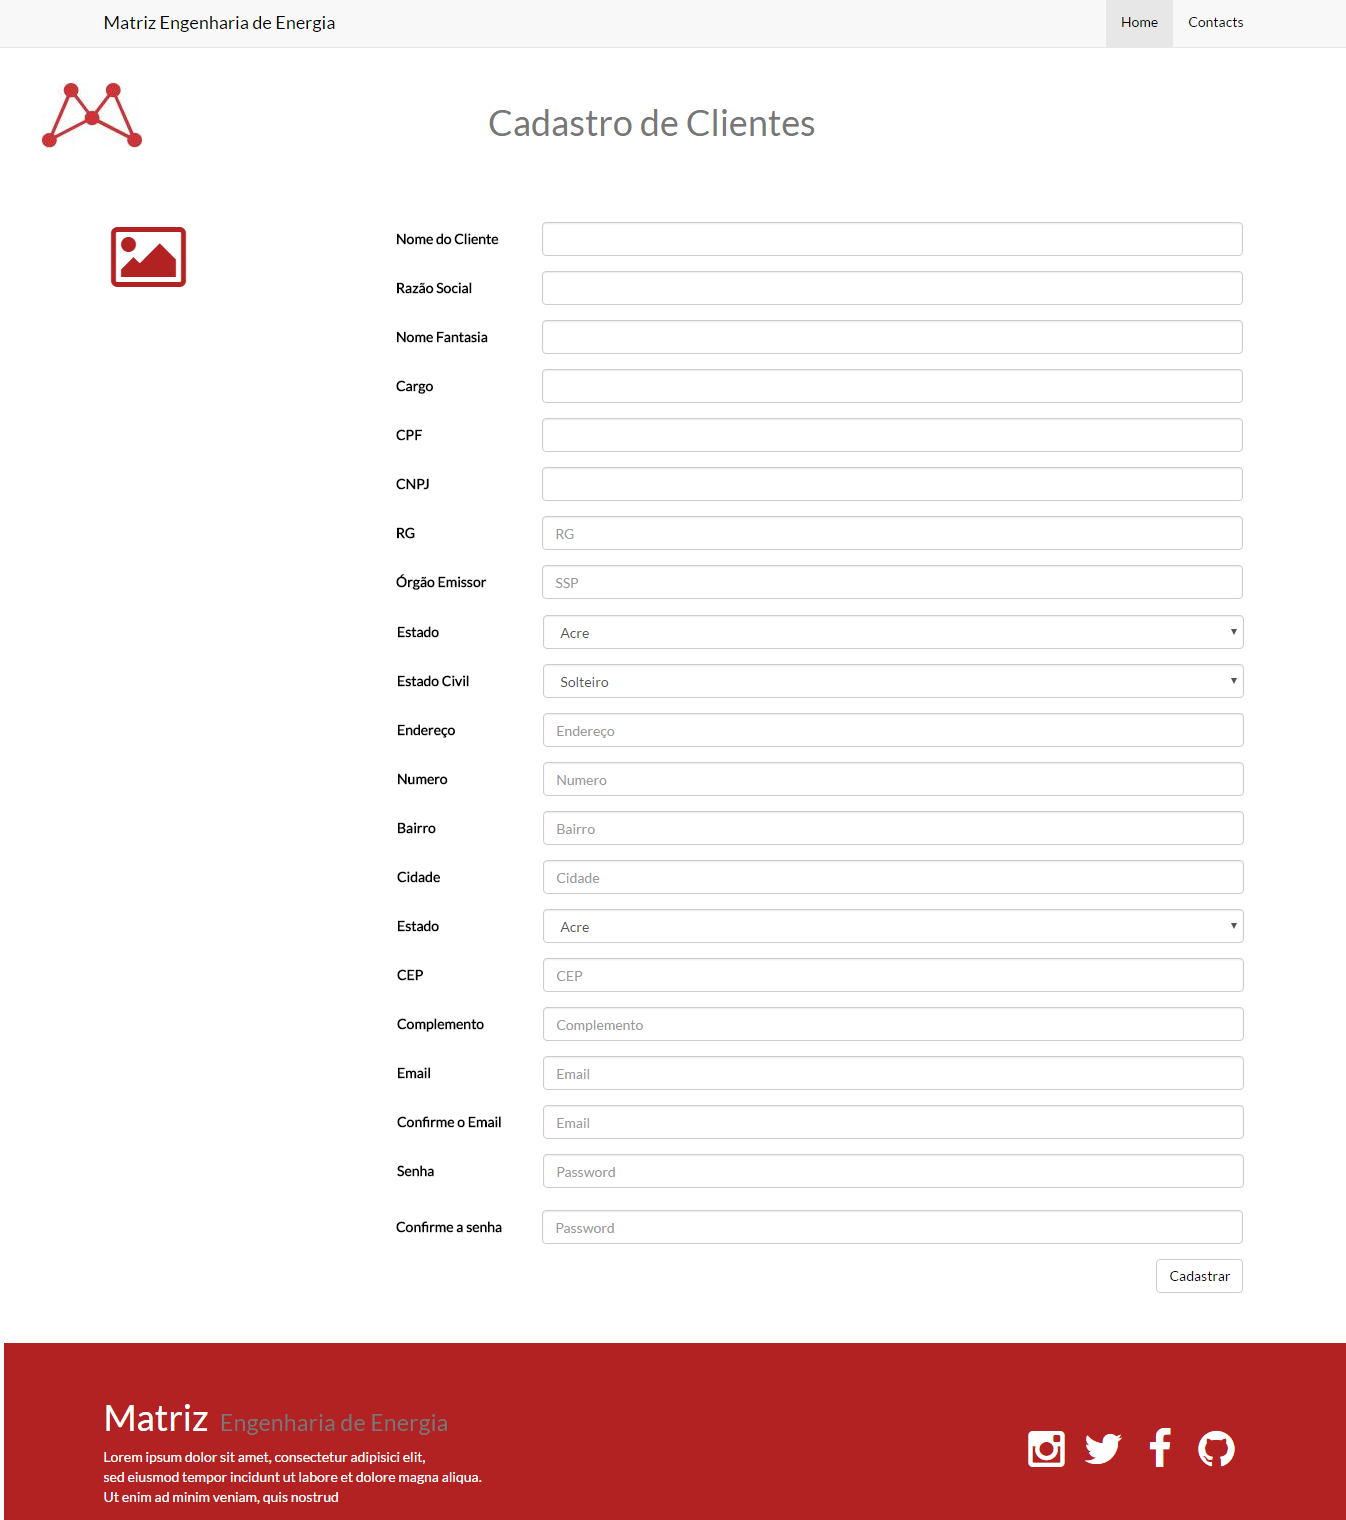 Matriz Engenharia de Energia
Home
Contacts
Cadastro de Clientes
Nome do Cliente
Razão Social
Nome Fantasia
Cargo
CPF
CNPJ
RG RG
Órgão Emissor SSP
Estado Acre
Estado Civil Solteiro
Endereço Endereço
Numero Numero
Bairro Bairro
Cidade Cidade
Estado Acre
CEP CEP
Complemento Complemento
Email Email
Confirme o Email Email
Senha Password
Confirme a senha Password
Cadastrar
Matriz Engenharia de Energia
Lorem ipsum dolor sit amet, consectetur adipisici elit,
sed eiusmod tempor incidunt ut labore et dolore magna aliqua.
Ut enim ad minim veniam, quis nostrud